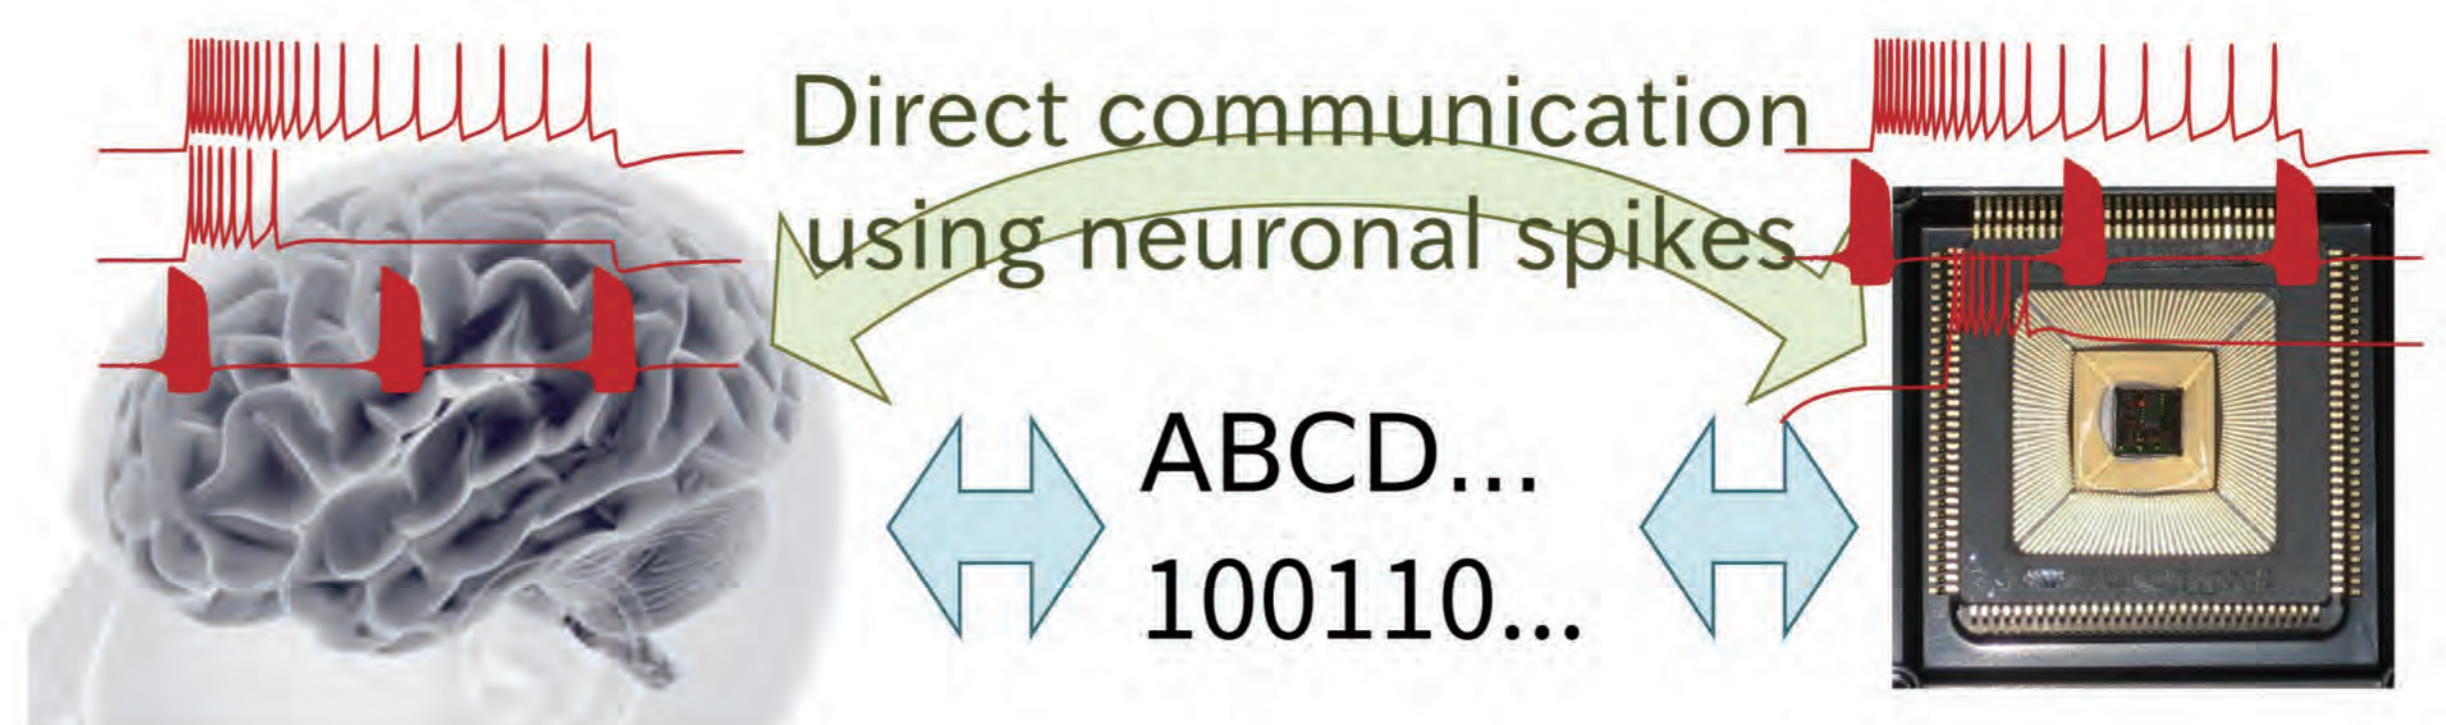 Direct communication
using neuronal spikes
ABCD...
100110...